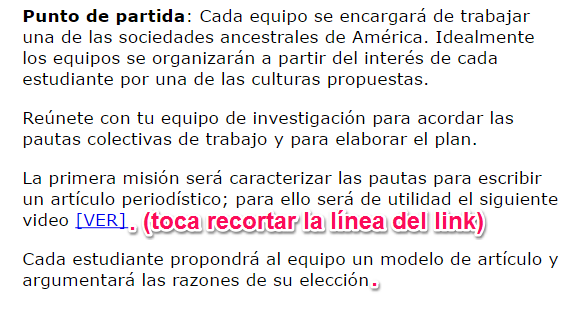 Punto de partida: Cada equipo se encargará de trabajar
una de las sociedades ancestrales de América. Idealmente
los equipos se organizarán a partir del interés de cada
estudiante por una de las culturas propuestas.
Reúnete con tu equipo de investigación para acordar las
pautas colectivas de trabajo y para elaborar el plan.
La primera misión será caracterizar las pautas para escribir
un artículo periodístico; para ello será de utilidad el siguiente
video [VER]. (toca recortar la línea del link)
Cada estudiante propondrá al equipo un modelo de artículo y
argumentará las razones de su elección.